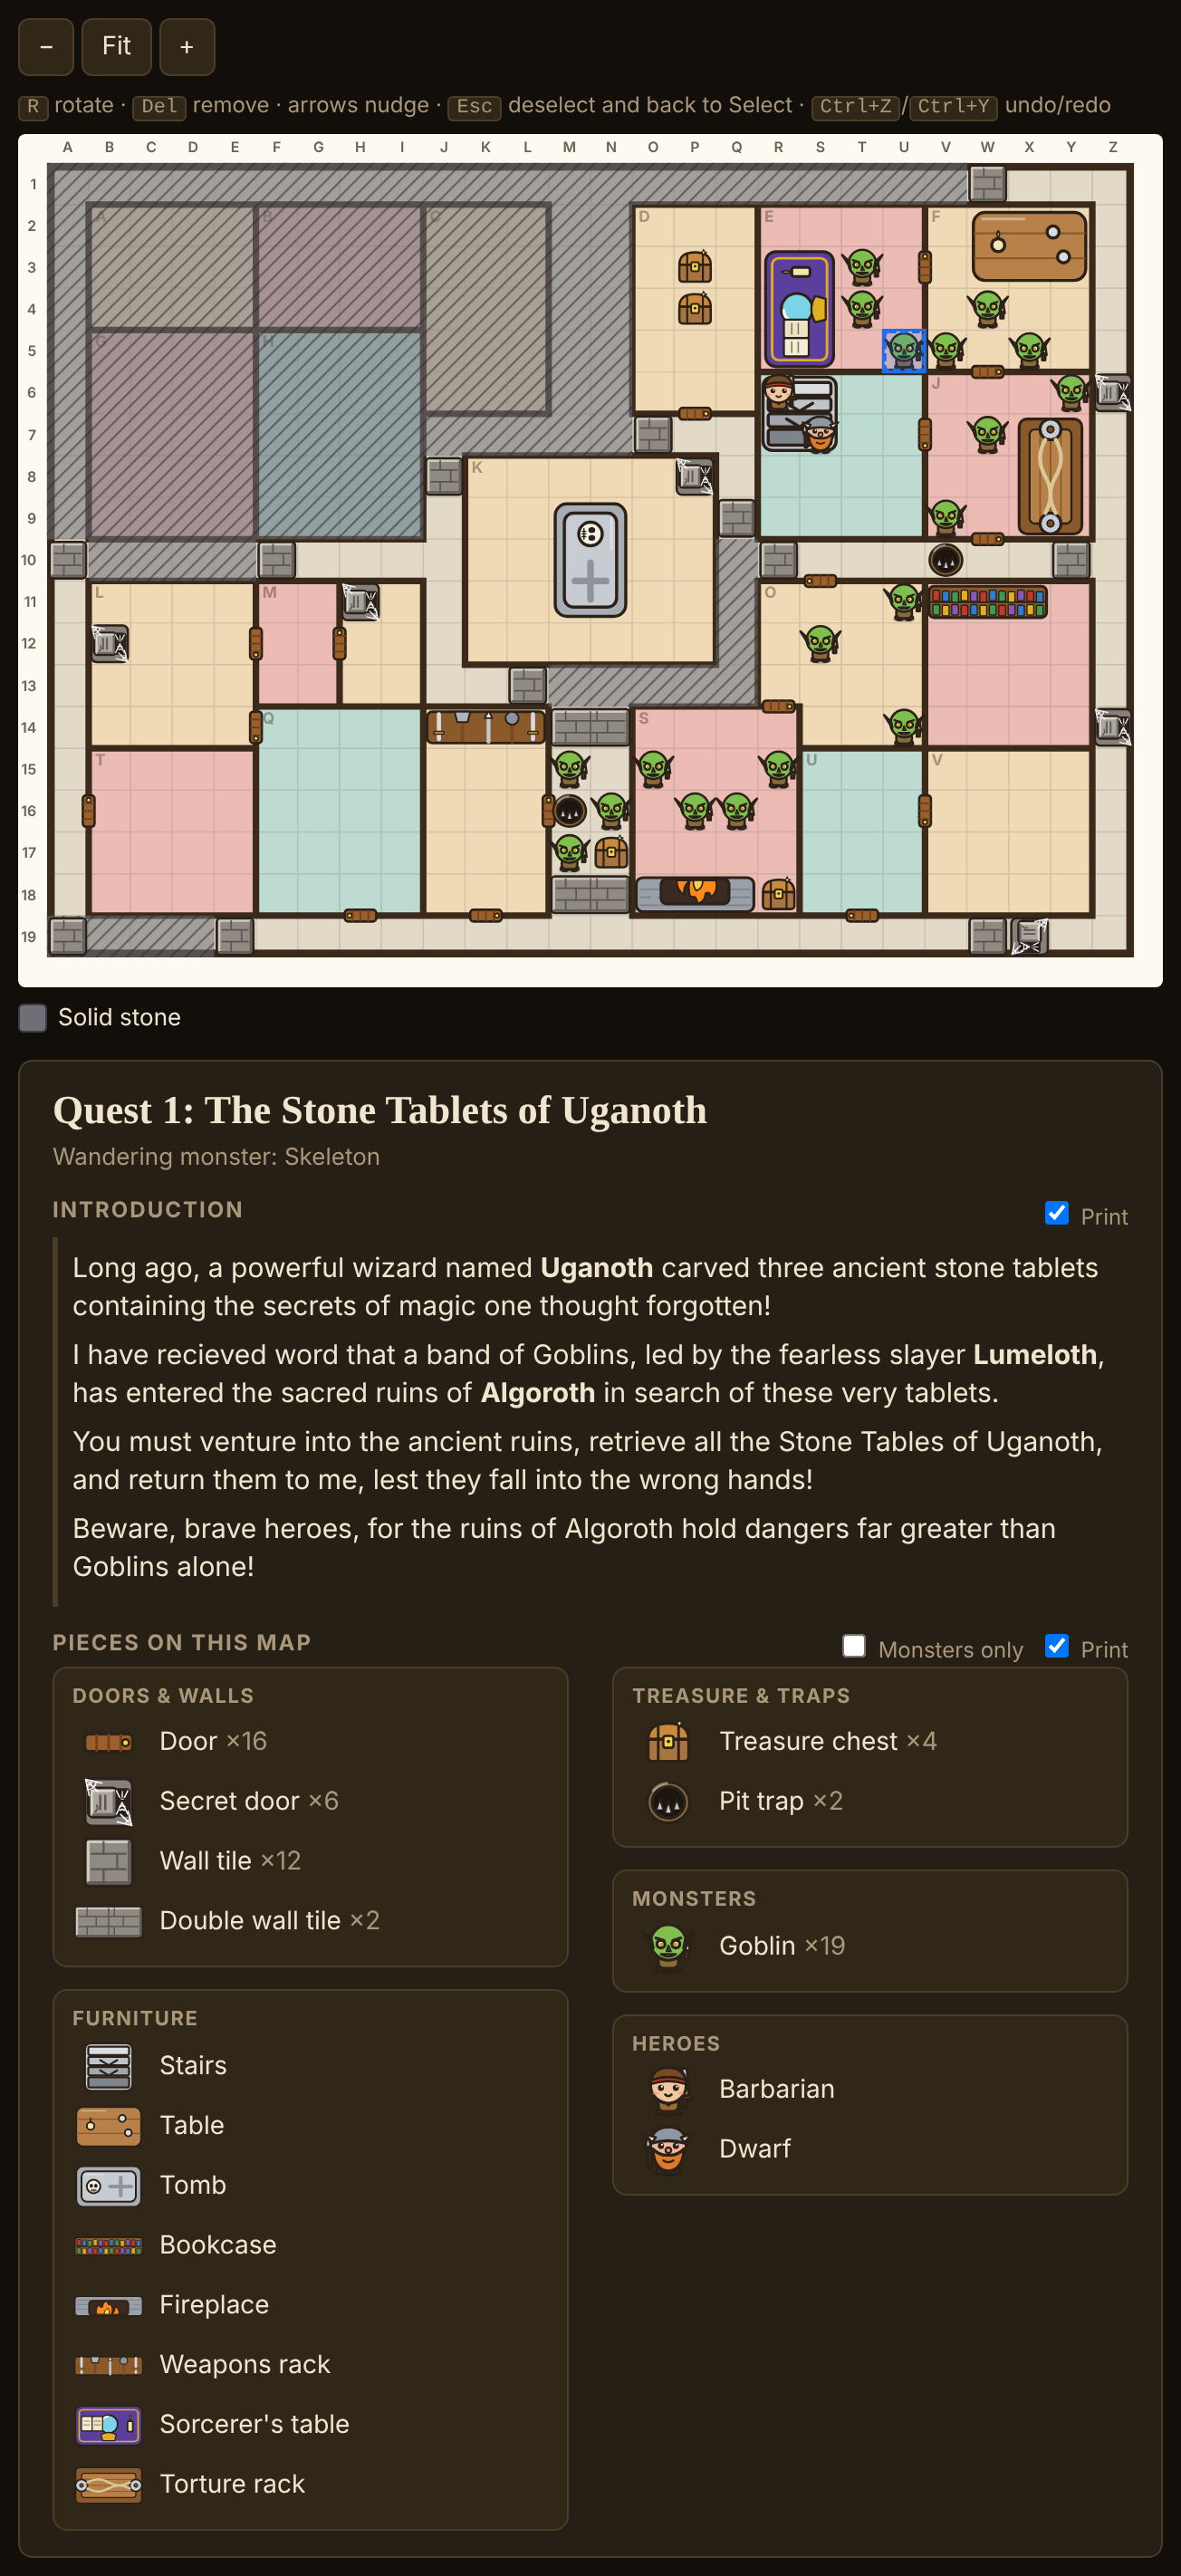 − Fit +
R rotate · Del remove · arrows nudge · Esc deselect and back to Select · Ctrl+Z/Ctrl+Y undo/redo
A B C D E F G H I J K L M N O P Q R S T U V W X Y Z
1
2 A B C D E F
3
4
5 H
6 J
7
8 K
9
10
11 L M O
12
13
14 Q S
15 T U V
16
17
18
19
Solid stone
Quest 1: The Stone Tablets of Uganoth
Wandering monster: Skeleton
INTRODUCTION Print
Long ago, a powerful wizard named Uganoth carved three ancient stone tablets
containing the secrets of magic one thought forgotten!
I have recieved word that a band of Goblins, led by the fearless slayer Lumeloth,
has entered the sacred ruins of Algoroth in search of these very tablets.
You must venture into the ancient ruins, retrieve all the Stone Tables of Uganoth,
and return them to me, lest they fall into the wrong hands!
Beware, brave heroes, for the ruins of Algoroth hold dangers far greater than
Goblins alone!
PIECES ON THIS MAP Monsters only Print
DOORS & WALLS
Door ×16
Secret door ×6
Wall tile ×12
Double wall tile ×2
FURNITURE
Stairs
Table
Tomb
Bookcase
Fireplace
Weapons rack
Sorcerer's table
Torture rack
TREASURE & TRAPS
Treasure chest ×4
Pit trap ×2
MONSTERS
Goblin ×19
HEROES
Barbarian
Dwarf